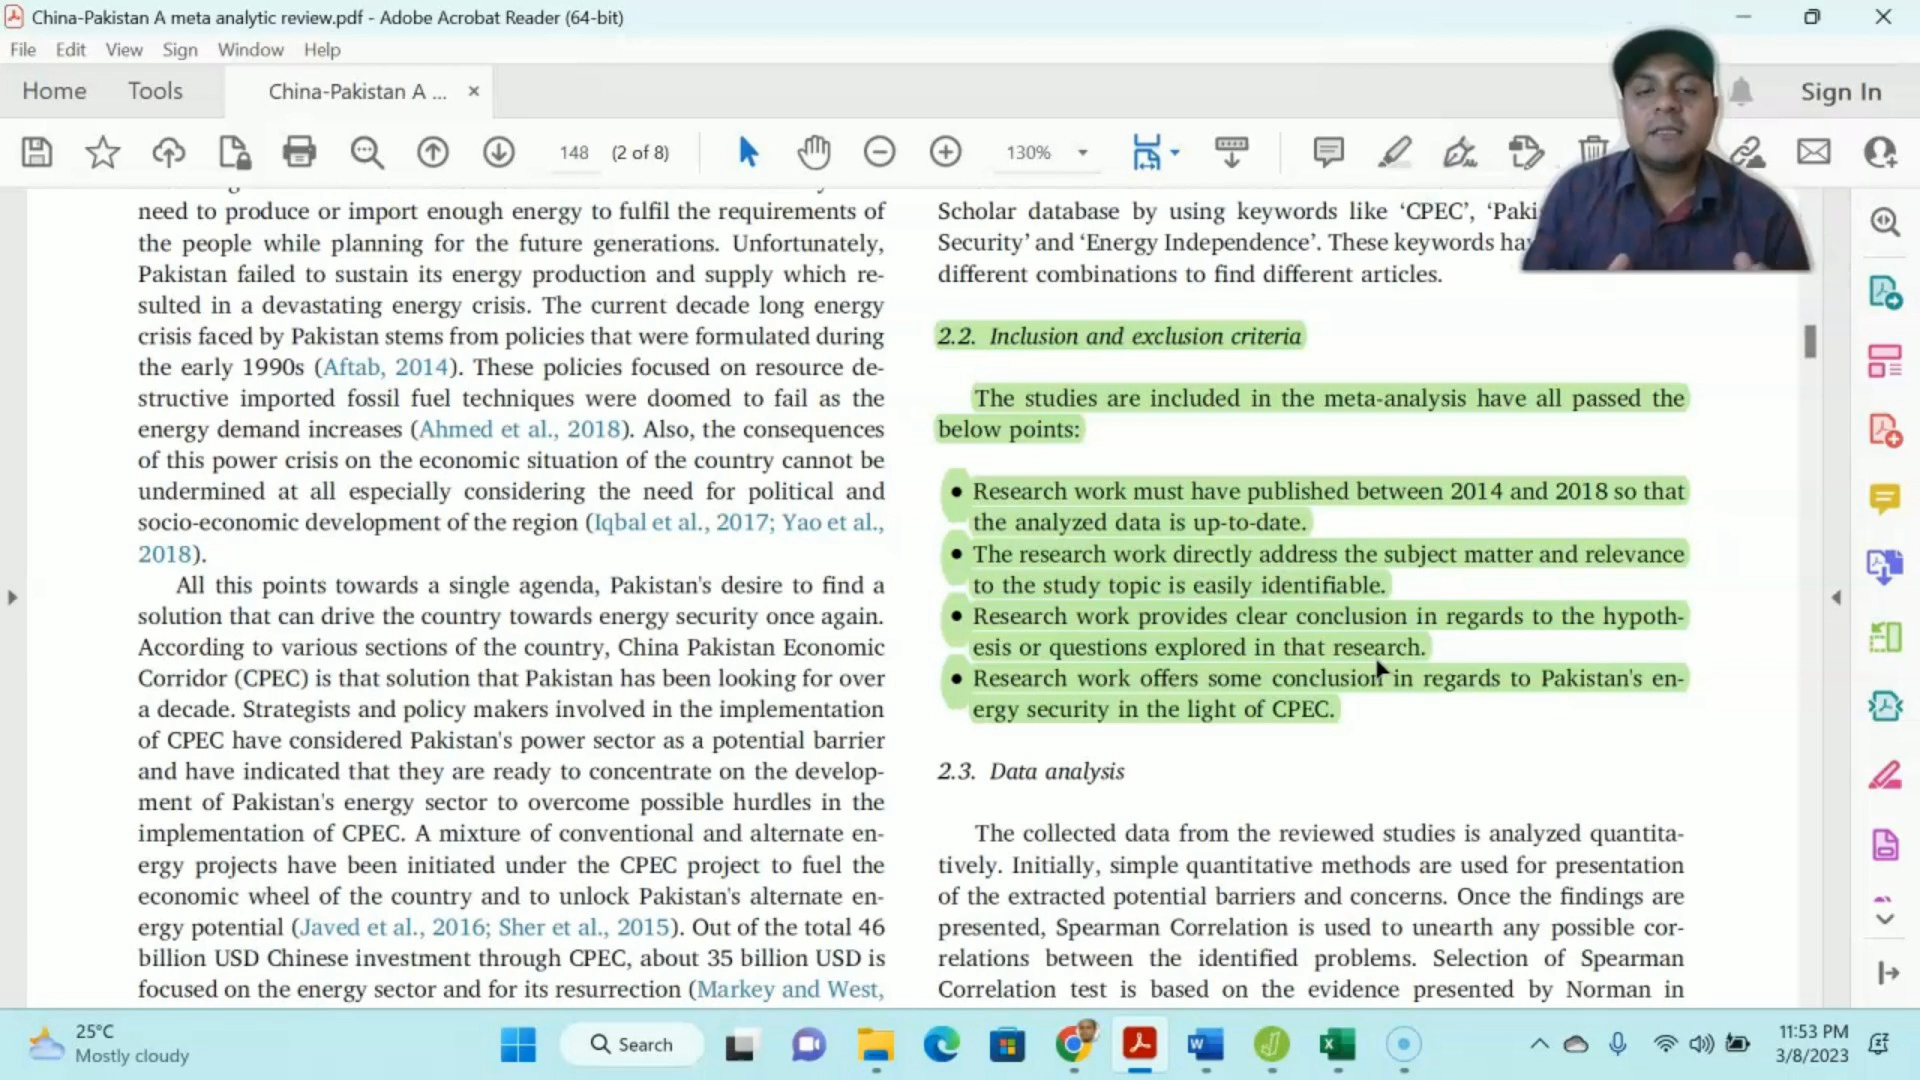 China-Pakistan A meta analytic review.pdf - Adobe Acrobat Reader (64-bit)
File Edit View Sign Window Help
Home Tools China-Pakistan A ... × Sign In
148 (2 of 8) 130%
need to produce or import enough energy to fulfil the requirements of
the people while planning for the future generations. Unfortunately,
Pakistan failed to sustain its energy production and supply which re-
sulted in a devastating energy crisis. The current decade long energy
crisis faced by Pakistan stems from policies that were formulated during
the early 1990s (Aftab, 2014). These policies focused on resource de-
structive imported fossil fuel techniques were doomed to fail as the
energy demand increases (Ahmed et al., 2018). Also, the consequences
of this power crisis on the economic situation of the country cannot be
undermined at all especially considering the need for political and
socio-economic development of the region (Iqbal et al., 2017; Yao et al.,
2018).
All this points towards a single agenda, Pakistan's desire to find a
solution that can drive the country towards energy security once again.
According to various sections of the country, China Pakistan Economic
Corridor (CPEC) is that solution that Pakistan has been looking for over
a decade. Strategists and policy makers involved in the implementation
of CPEC have considered Pakistan's power sector as a potential barrier
and have indicated that they are ready to concentrate on the develop-
ment of Pakistan's energy sector to overcome possible hurdles in the
implementation of CPEC. A mixture of conventional and alternate en-
ergy projects have been initiated under the CPEC project to fuel the
economic wheel of the country and to unlock Pakistan's alternate en-
ergy potential (Javed et al., 2016; Sher et al., 2015). Out of the total 46
billion USD Chinese investment through CPEC, about 35 billion USD is
focused on the energy sector and for its resurrection (Markey and West,
Scholar database by using keywords like ‘CPEC’, ‘Paki
Security’ and ‘Energy Independence’. These keywords ha
different combinations to find different articles.
2.2. Inclusion and exclusion criteria
The studies are included in the meta-analysis have all passed the
below points:
• Research work must have published between 2014 and 2018 so that
the analyzed data is up-to-date.
• The research work directly address the subject matter and relevance
to the study topic is easily identifiable.
• Research work provides clear conclusion in regards to the hypoth-
esis or questions explored in that research.
• Research work offers some conclusion in regards to Pakistan's en-
ergy security in the light of CPEC.
2.3. Data analysis
The collected data from the reviewed studies is analyzed quantita-
tively. Initially, simple quantitative methods are used for presentation
of the extracted potential barriers and concerns. Once the findings are
presented, Spearman Correlation is used to unearth any possible cor-
relations between the identified problems. Selection of Spearman
Correlation test is based on the evidence presented by Norman in
25°C
Mostly cloudy
Search
11:53 PM
3/8/2023